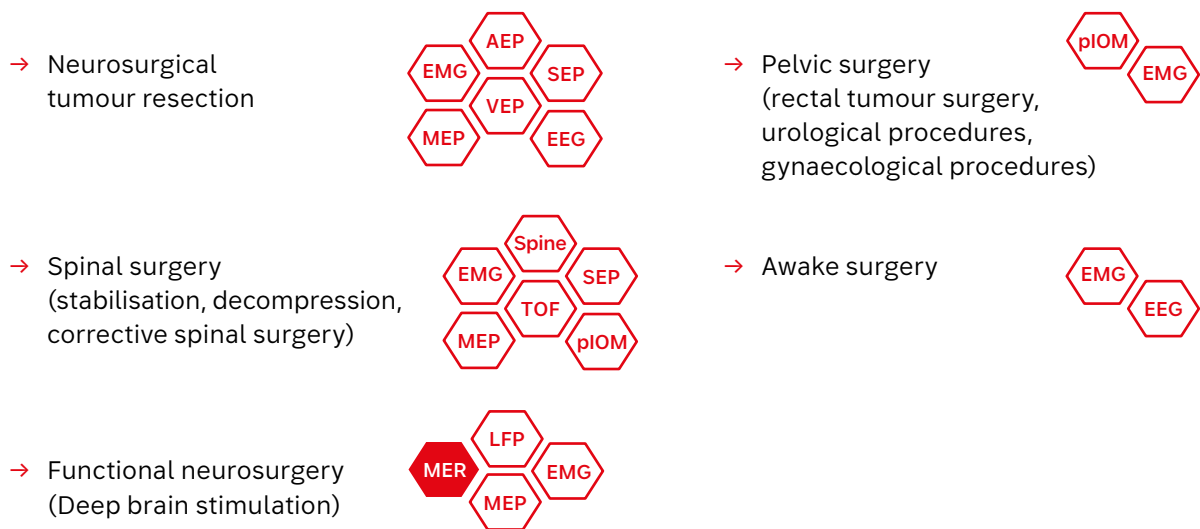 → Neurosurgical
tumour resection
AEP
EMG
SEP
VEP
MEP
EEG
→ Spinal surgery
(stabilisation, decompression,
corrective spinal surgery)
Spine
EMG
SEP
TOF
MEP
pIOM
→ Functional neurosurgery
(Deep brain stimulation)
LFP
MER
EMG
MEP
→ Pelvic surgery
(rectal tumour surgery,
urological procedures,
gynaecological procedures)
pIOM
EMG
→ Awake surgery
EMG
EEG